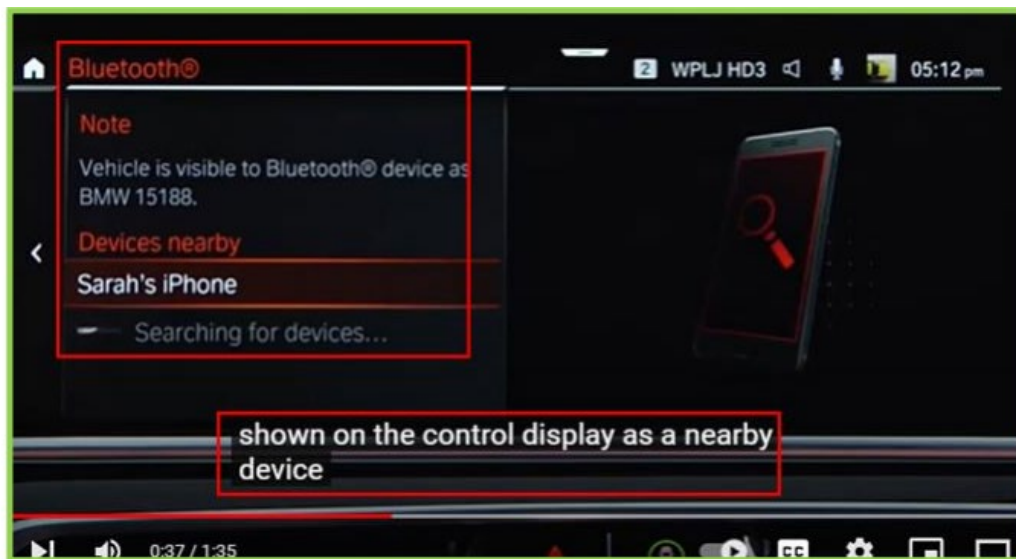 Bluetooth®
2 WPLJ HD3 05:12 pm
Note
Vehicle is visible to Bluetooth® device as
BMW 15188.
Devices nearby
Sarah's iPhone
Searching for devices...
shown on the control display as a nearby
device
0:37 / 1:35
CC